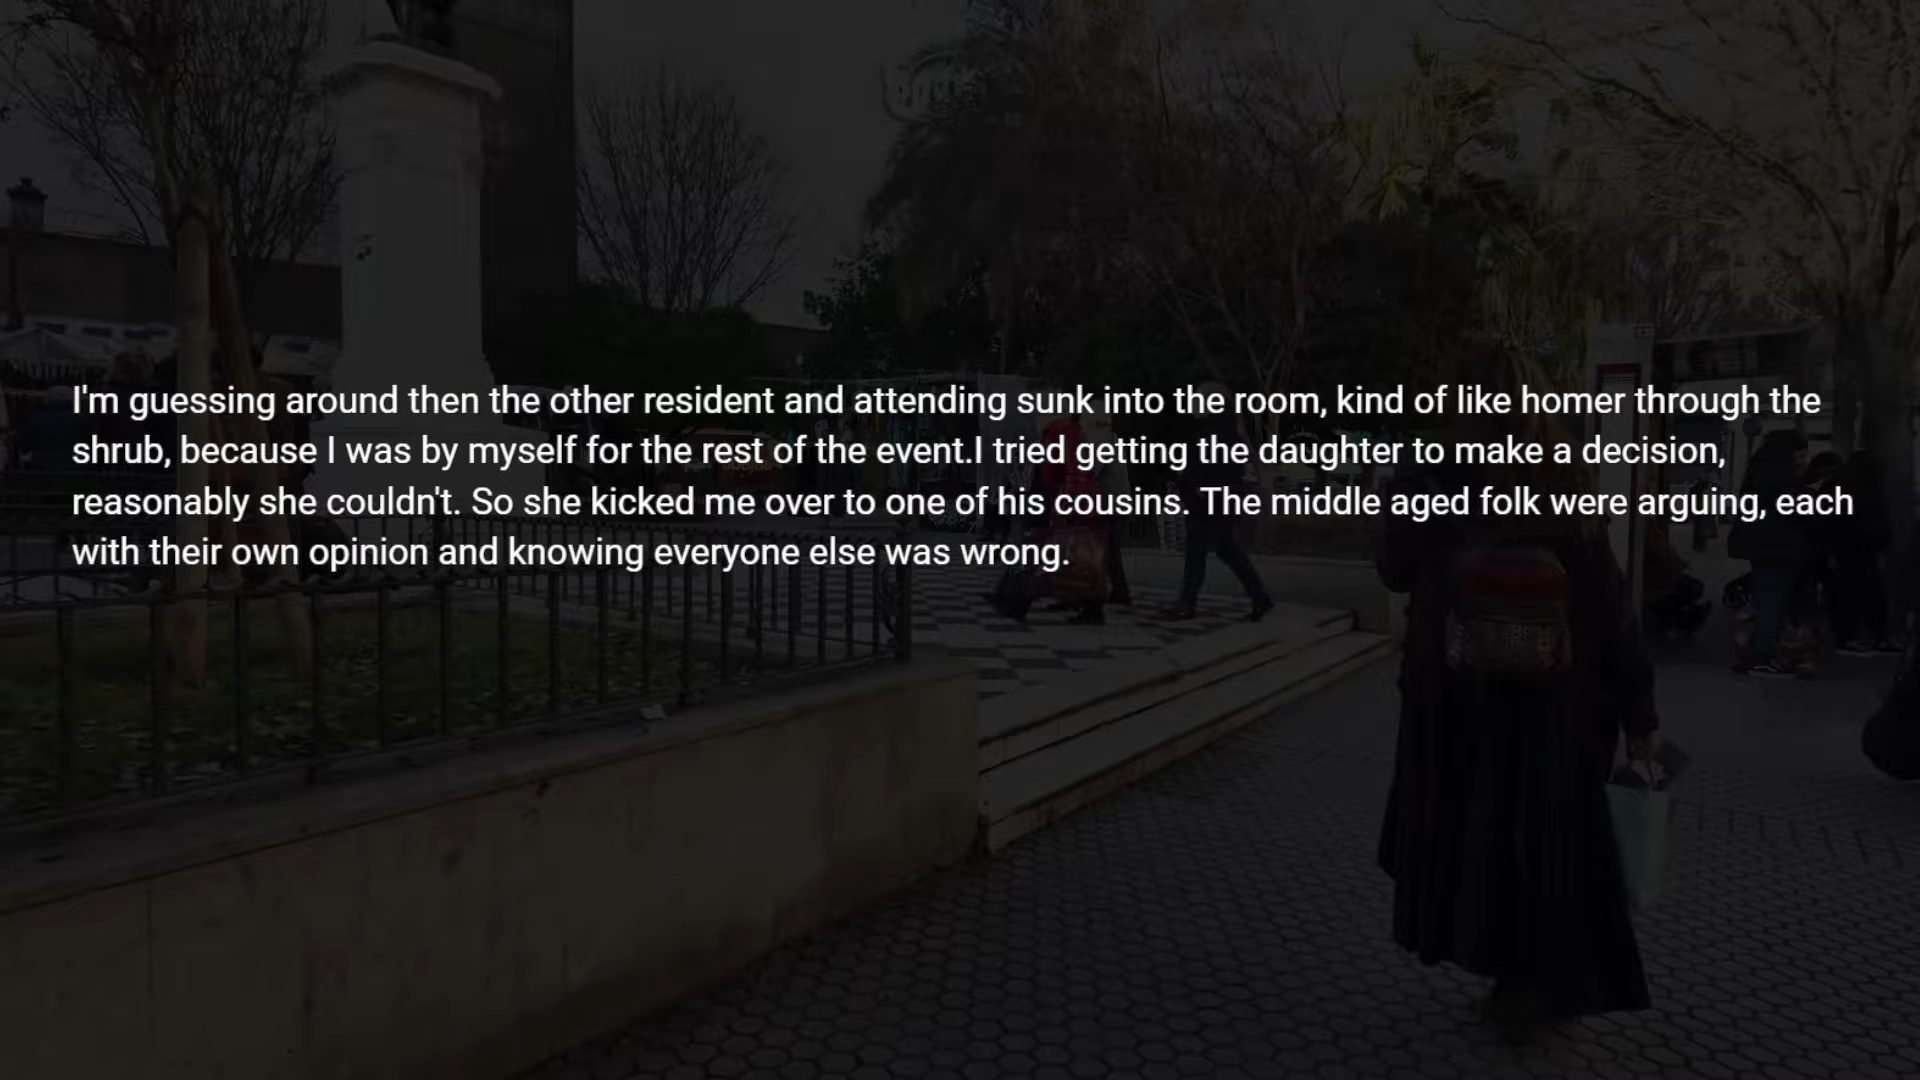 I'm guessing around then the other resident and attending sunk into the room, kind of like homer through the
shrub, because I was by myself for the rest of the event.I tried getting the daughter to make a decision,
reasonably she couldn't. So she kicked me over to one of his cousins. The middle aged folk were arguing, each
with their own opinion and knowing everyone else was wrong.